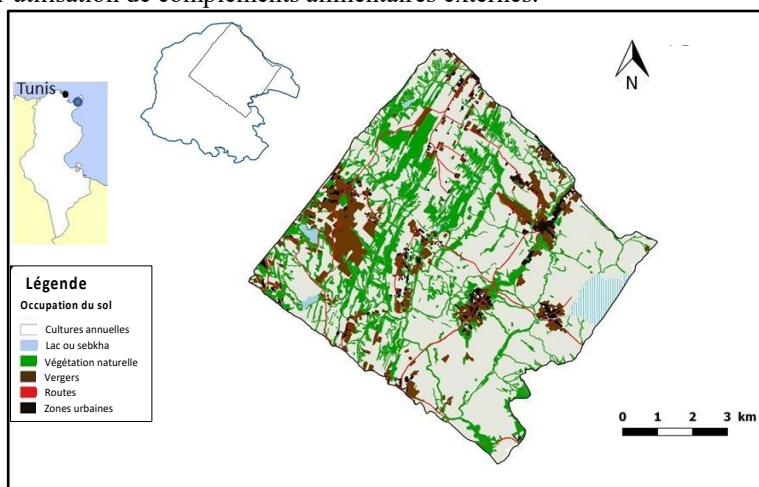 l'utilisation de compléments alimentaires externes.
Tunis
N
Légende
Occupation du sol
Cultures annuelles
Lac ou sebkha
Végétation naturelle
Vergers
Routes
Zones urbaines
0 1 2 3 km